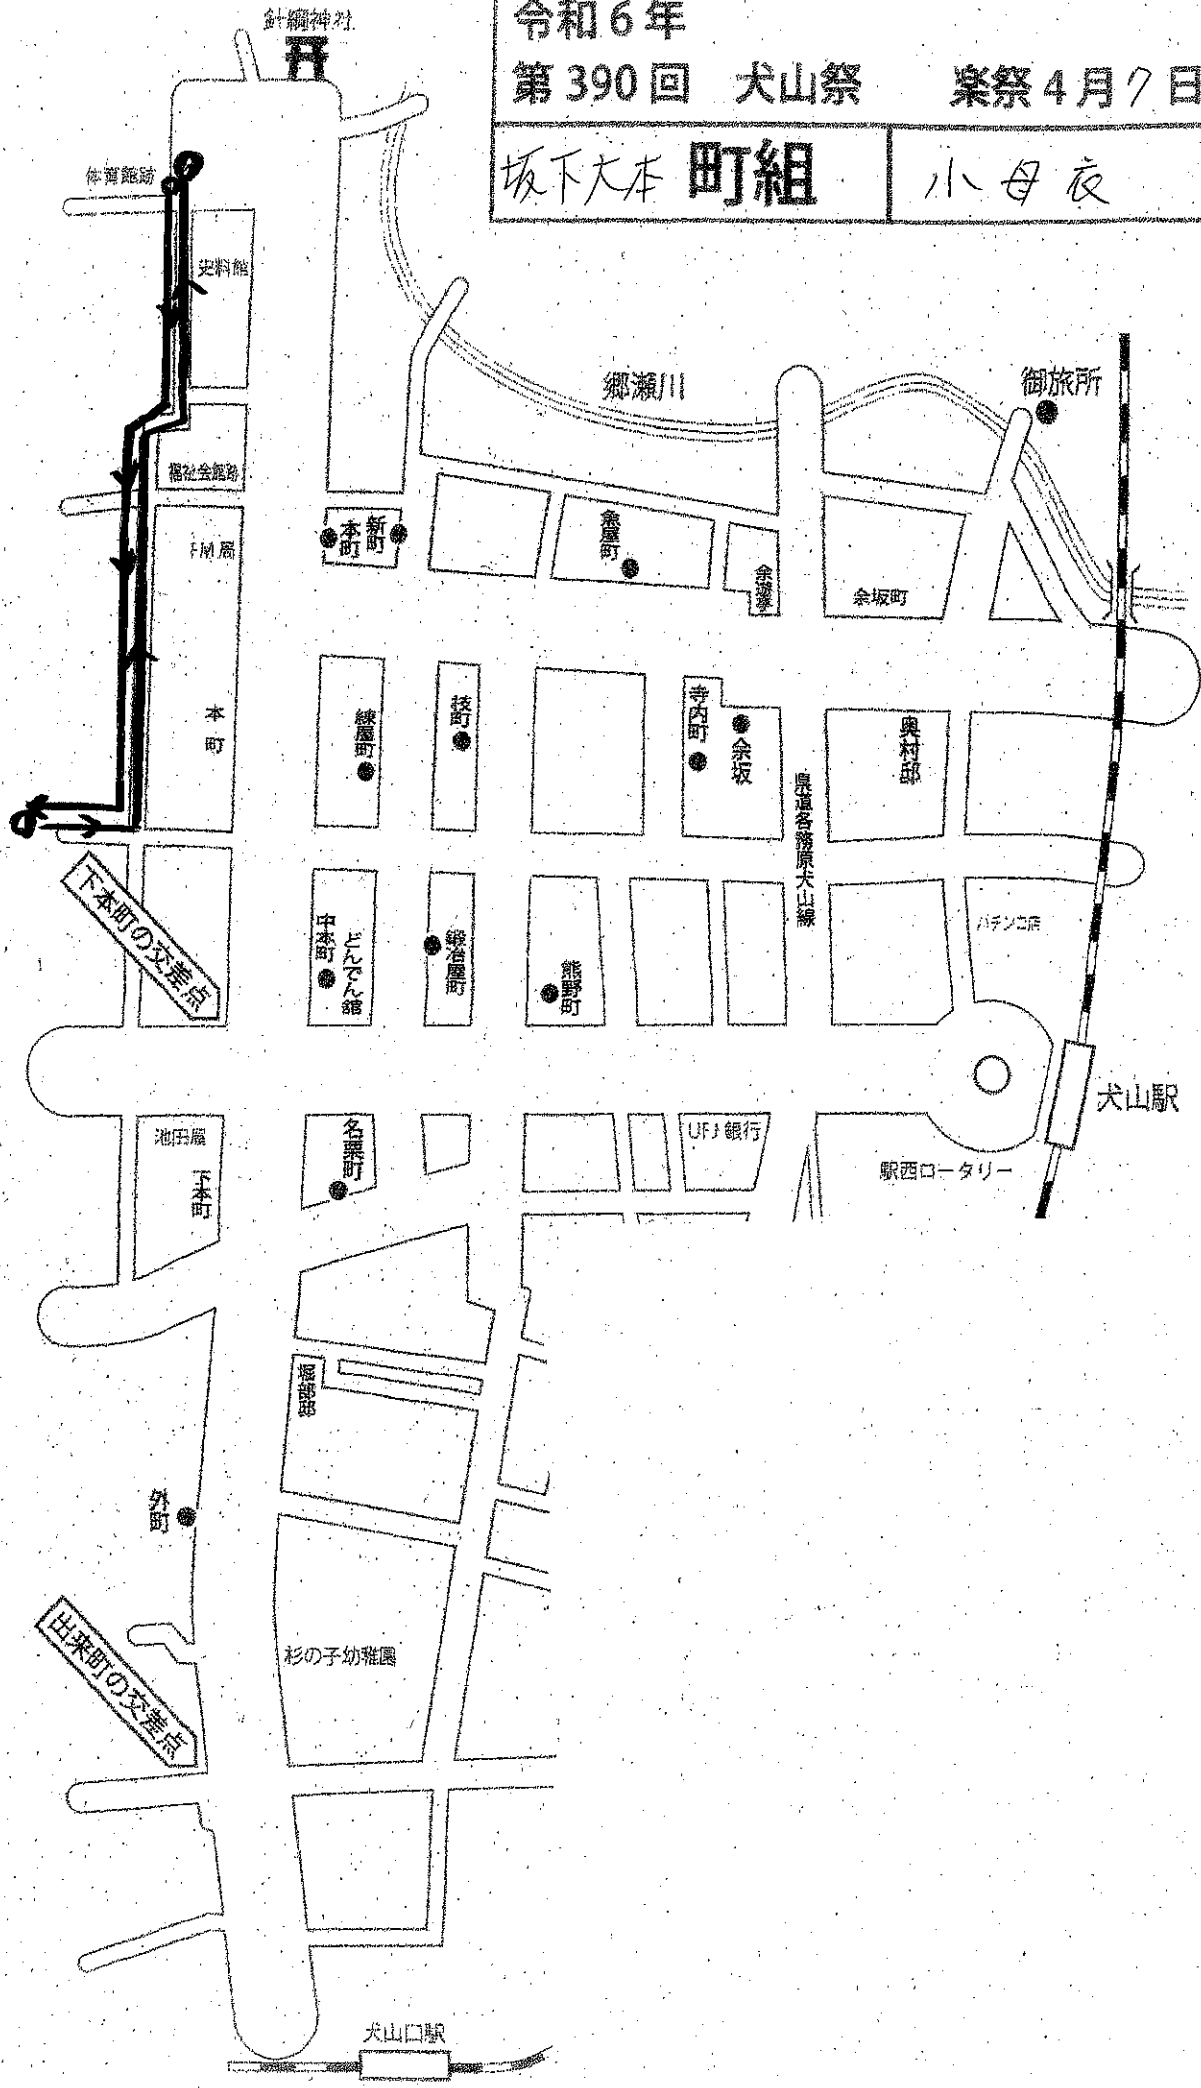 針綱神社
令和6年
第390回 犬山祭 楽祭4月7日
坂下大本 町組 小母衣
体育館跡
史料館
郷瀬川
御旅所
福祉会館跡
FM局
本町
新町
魚屋町
余遊亭
余坂町
本町
練屋町
枝町
寺内町
余坂
奥村邸
県道各務原犬山線
下本町の交差点
中本町
どんでん館
鍛冶屋町
熊野町
パチンコ店
犬山駅
池田屋
下本町
名栗町
UFJ銀行
駅西ロータリー
堀部邸
外町
出来町の交差点
杉の子幼稚園
犬山口駅